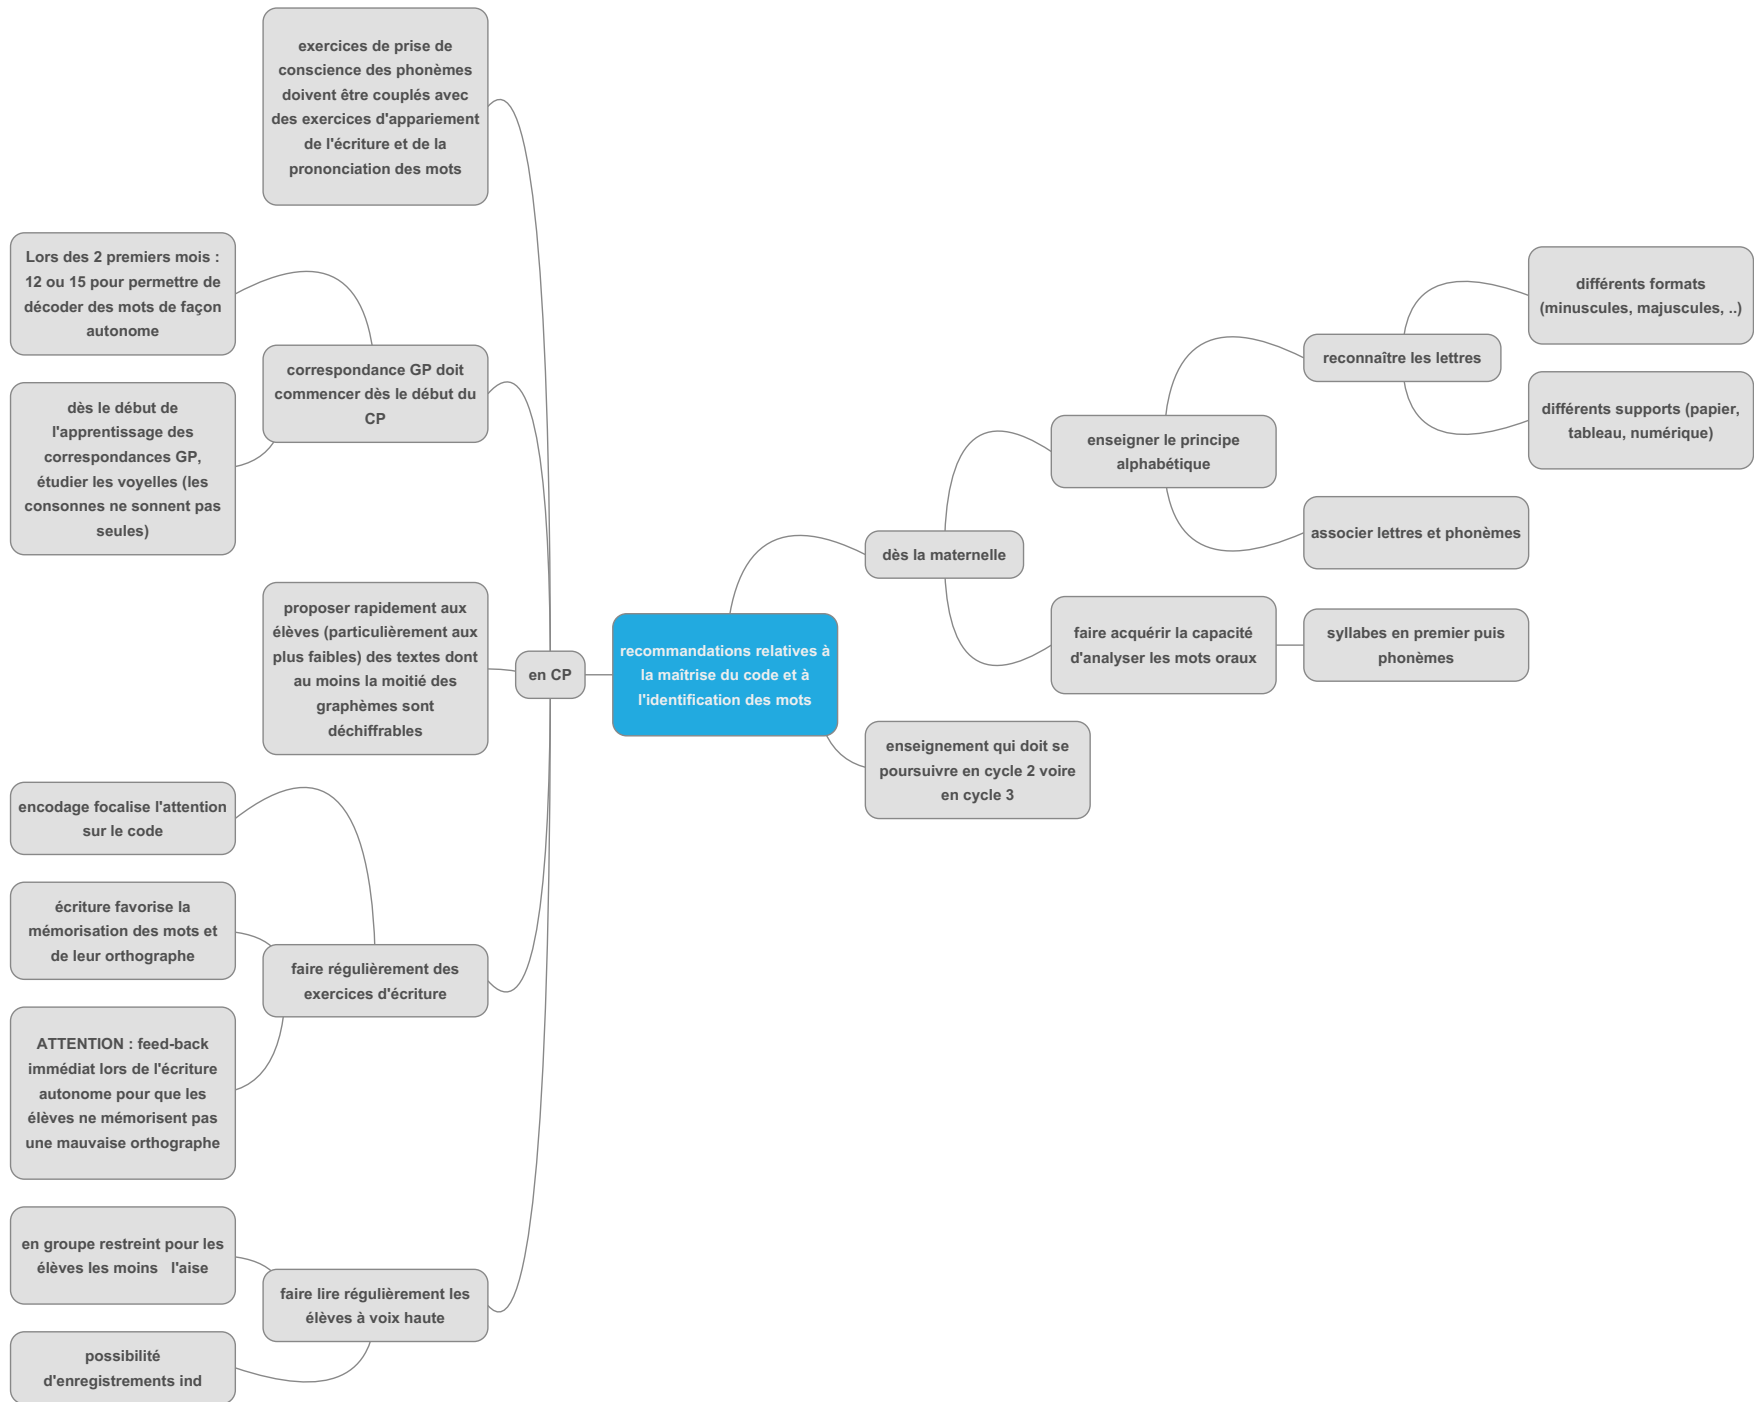 exercices de prise de
conscience des phonèmes
doivent être couplés avec
des exercices d'appariement
de l'écriture et de la
prononciation des mots
Lors des 2 premiers mois :
12 ou 15 pour permettre de
décoder des mots de façon
autonome
correspondance GP doit
commencer dès le début du
CP
dès le début de
l'apprentissage des
correspondances GP,
étudier les voyelles (les
consonnes ne sonnent pas
seules)
proposer rapidement aux
élèves (particulièrement aux
plus faibles) des textes dont
au moins la moitié des
graphèmes sont
déchiffrables
en CP
encodage focalise l'attention
sur le code
écriture favorise la
mémorisation des mots et
de leur orthographe
faire régulièrement des
exercices d'écriture
ATTENTION : feed-back
immédiat lors de l'écriture
autonome pour que les
élèves ne mémorisent pas
une mauvaise orthographe
en groupe restreint pour les
élèves les moins l'aise
faire lire régulièrement les
élèves à voix haute
possibilité
d'enregistrements ind
recommandations relatives à
la maîtrise du code et à
l'identification des mots
dès la maternelle
enseigner le principe
alphabétique
reconnaître les lettres
différents formats
(minuscules, majuscules, ..)
différents supports (papier,
tableau, numérique)
associer lettres et phonèmes
faire acquérir la capacité
d'analyser les mots oraux
syllabes en premier puis
phonèmes
enseignement qui doit se
poursuivre en cycle 2 voire
en cycle 3